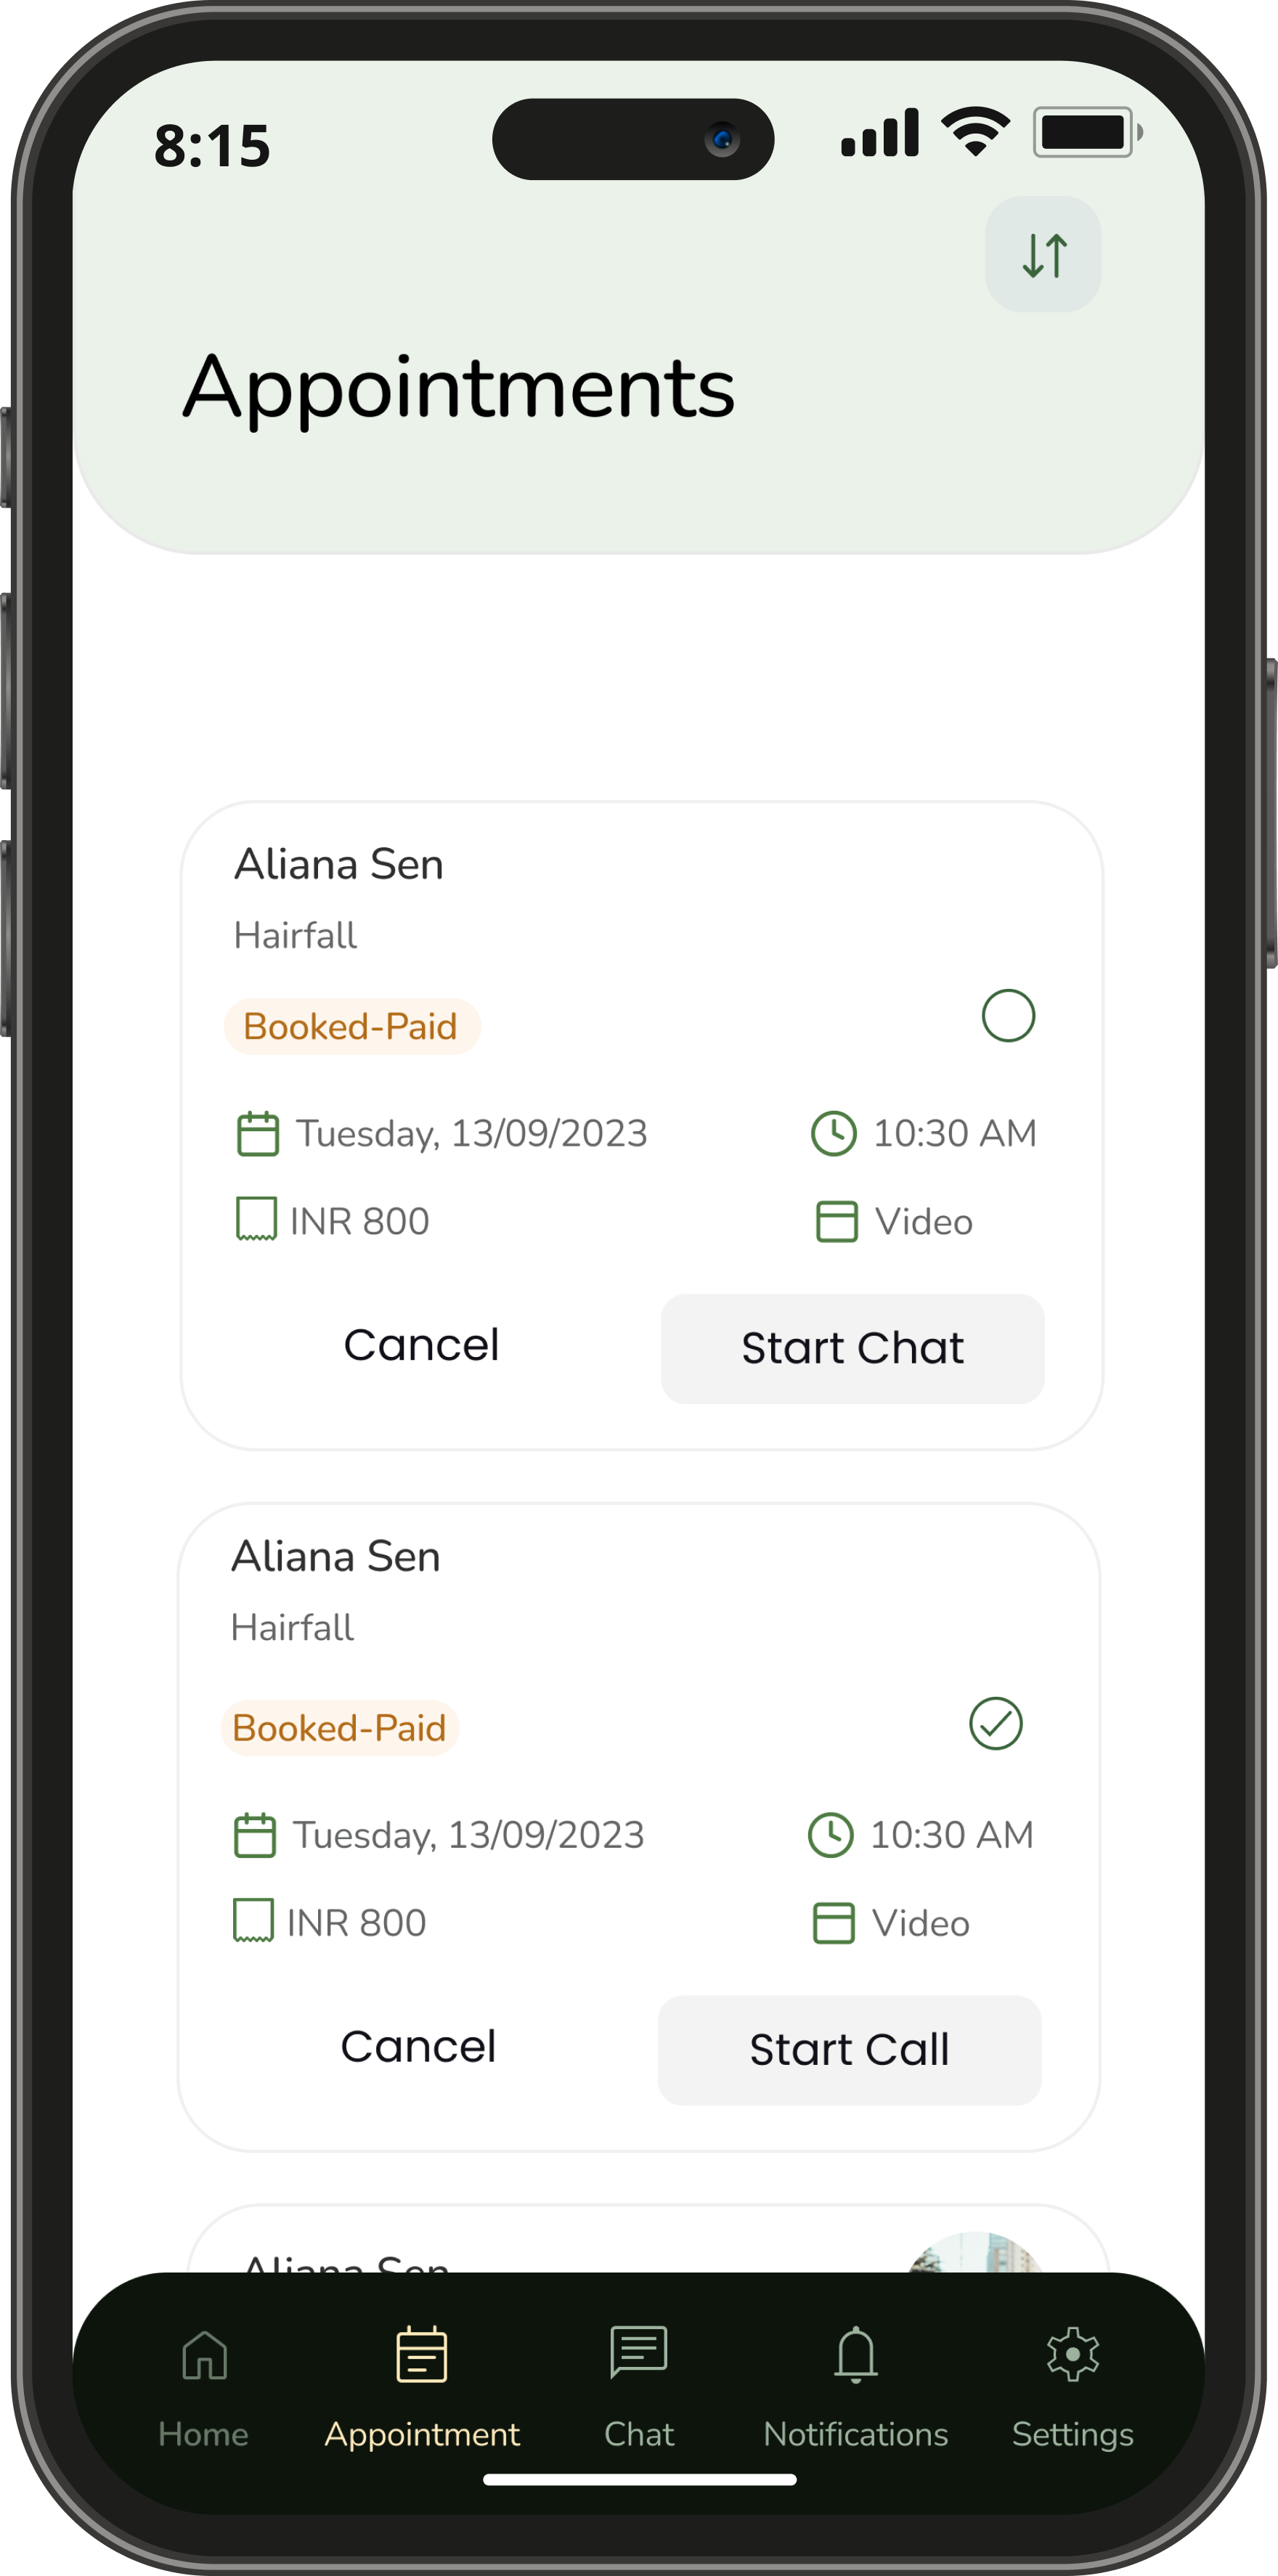 8:15
Appointments
Aliana Sen
Hairfall
Booked-Paid
Tuesday, 13/09/2023 10:30 AM
INR 800 Video
Cancel Start Chat
Aliana Sen
Hairfall
Booked-Paid
Tuesday, 13/09/2023 10:30 AM
INR 800 Video
Cancel Start Call
Aliana Sen
Home Appointment Chat Notifications Settings